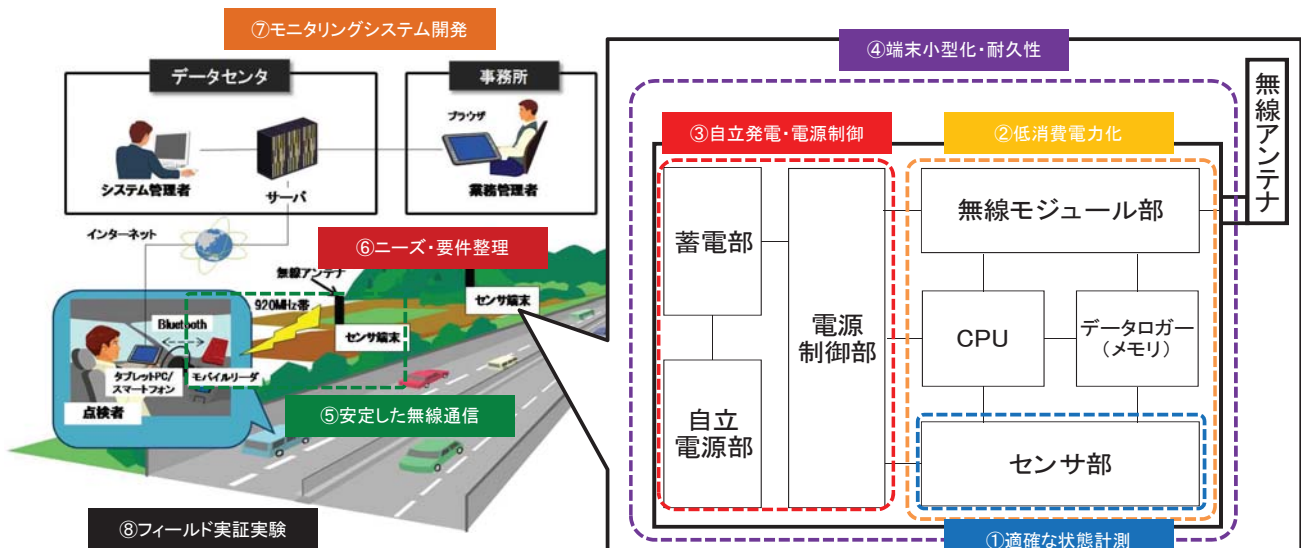 ⑦モニタリングシステム開発
データセンタ
事務所
ブラウザ
システム管理者
サーバ
業務管理者
インターネット
⑥ニーズ・要件整理
無線アンテナ
920MHz帯
センサ端末
センサ端末
Bluetooth
タブレットPC/
スマートフォン
モバイルリーダ
点検者
⑤安定した無線通信
⑧フィールド実証実験
④端末小型化・耐久性
無線アンテナ
③自立発電・電源制御
②低消費電力化
蓄電部
電源
制御部
自立
電源部
無線モジュール部
CPU
データロガー
(メモリ)
センサ部
①適確な状態計測